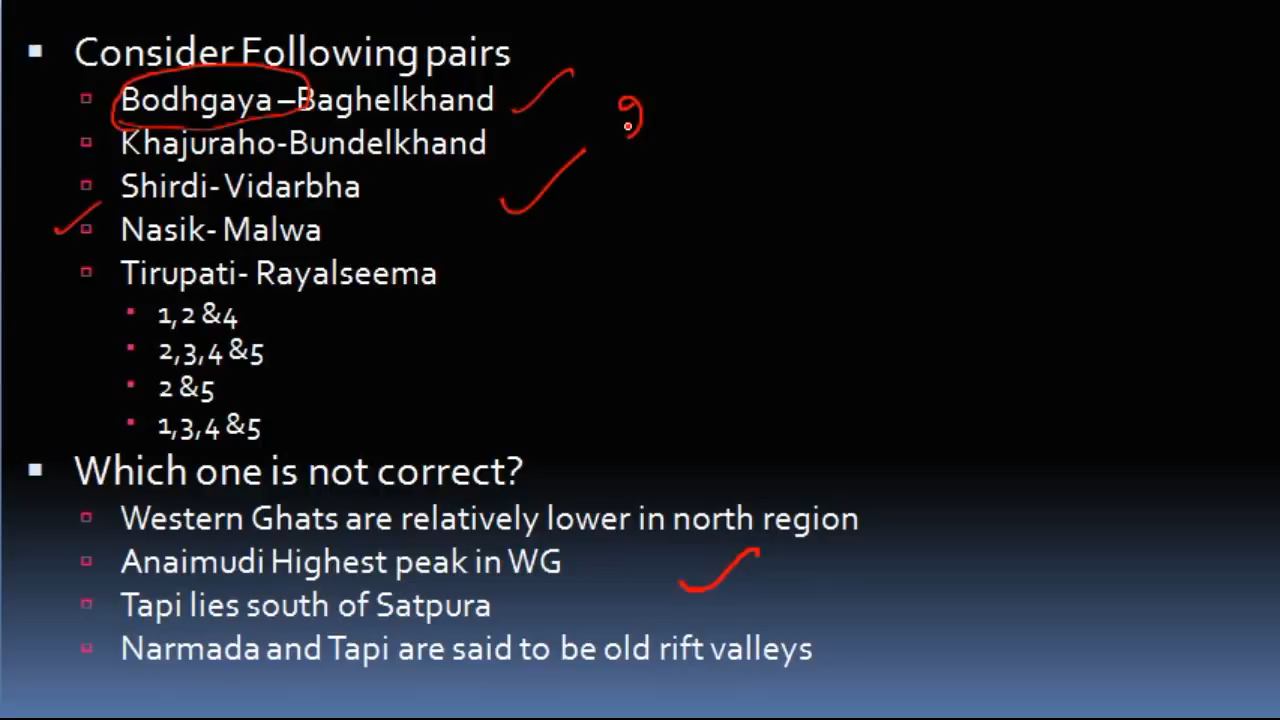 Consider Following pairs
Bodhgaya –Baghelkhand
Khajuraho-Bundelkhand
Shirdi- Vidarbha
Nasik- Malwa
Tirupati- Rayalseema
1,2 &4
2,3,4 &5
2 &5
1,3,4 &5
Which one is not correct?
Western Ghats are relatively lower in north region
Anaimudi Highest peak in WG
Tapi lies south of Satpura
Narmada and Tapi are said to be old rift valleys